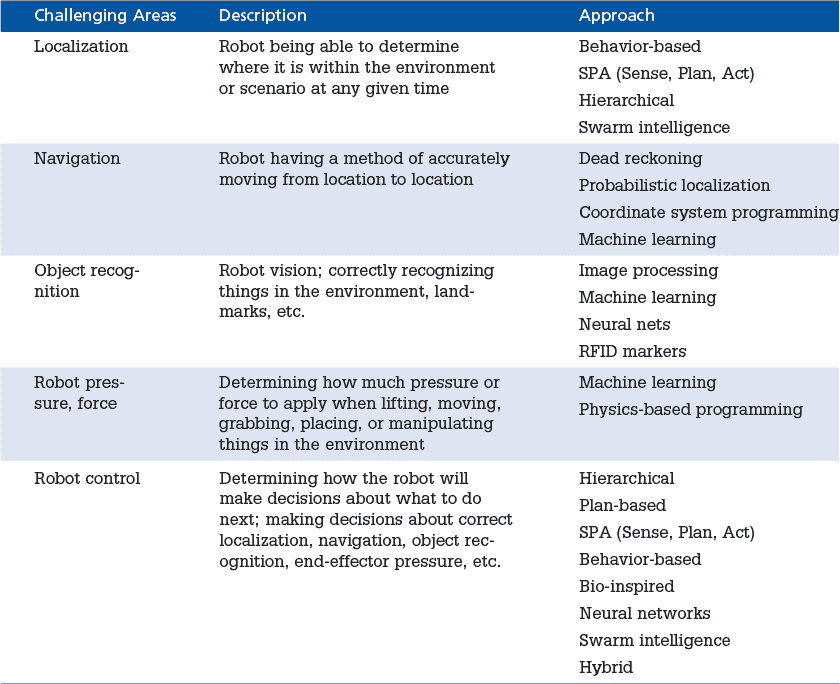 Challenging Areas Description Approach
Localization Robot being able to determine Behavior-based
where it is within the environment SPA (Sense, Plan, Act)
or scenario at any given time Hierarchical
Swarm intelligence
Navigation Robot having a method of accurately Dead reckoning
moving from location to location Probabilistic localization
Coordinate system programming
Machine learning
Object recog- Robot vision; correctly recognizing Image processing
nition things in the environment, land- Machine learning
marks, etc. Neural nets
RFID markers
Robot pres- Determining how much pressure or Machine learning
sure, force force to apply when lifting, moving, Physics-based programming
grabbing, placing, or manipulating
things in the environment
Robot control Determining how the robot will Hierarchical
make decisions about what to do Plan-based
next; making decisions about correct SPA (Sense, Plan, Act)
localization, navigation, object rec- Behavior-based
ognition, end-effector pressure, etc. Bio-inspired
Neural networks
Swarm intelligence
Hybrid